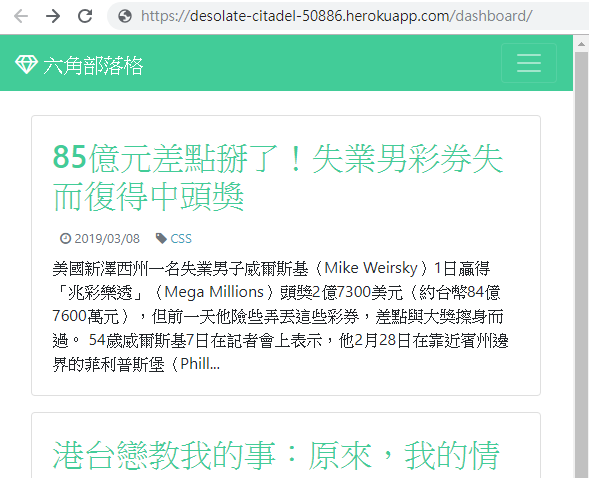 https://desolate-citadel-50886.herokuapp.com/dashboard/
六角部落格
85億元差點掰了！失業男彩券失
而復得中頭獎
2019/03/08 CSS
美國新澤西州一名失業男子威爾斯基（Mike Weirsky）1日贏得
「兆彩樂透」（Mega Millions）頭獎2億7300美元（約台幣84億
7600萬元），但前一天他險些弄丟這些彩券，差點與大獎擦身而
過。 54歲威爾斯基7日在記者會上表示，他2月28日在靠近賓州邊
界的菲利普斯堡（Phill...
港台戀教我的事：原來，我的情